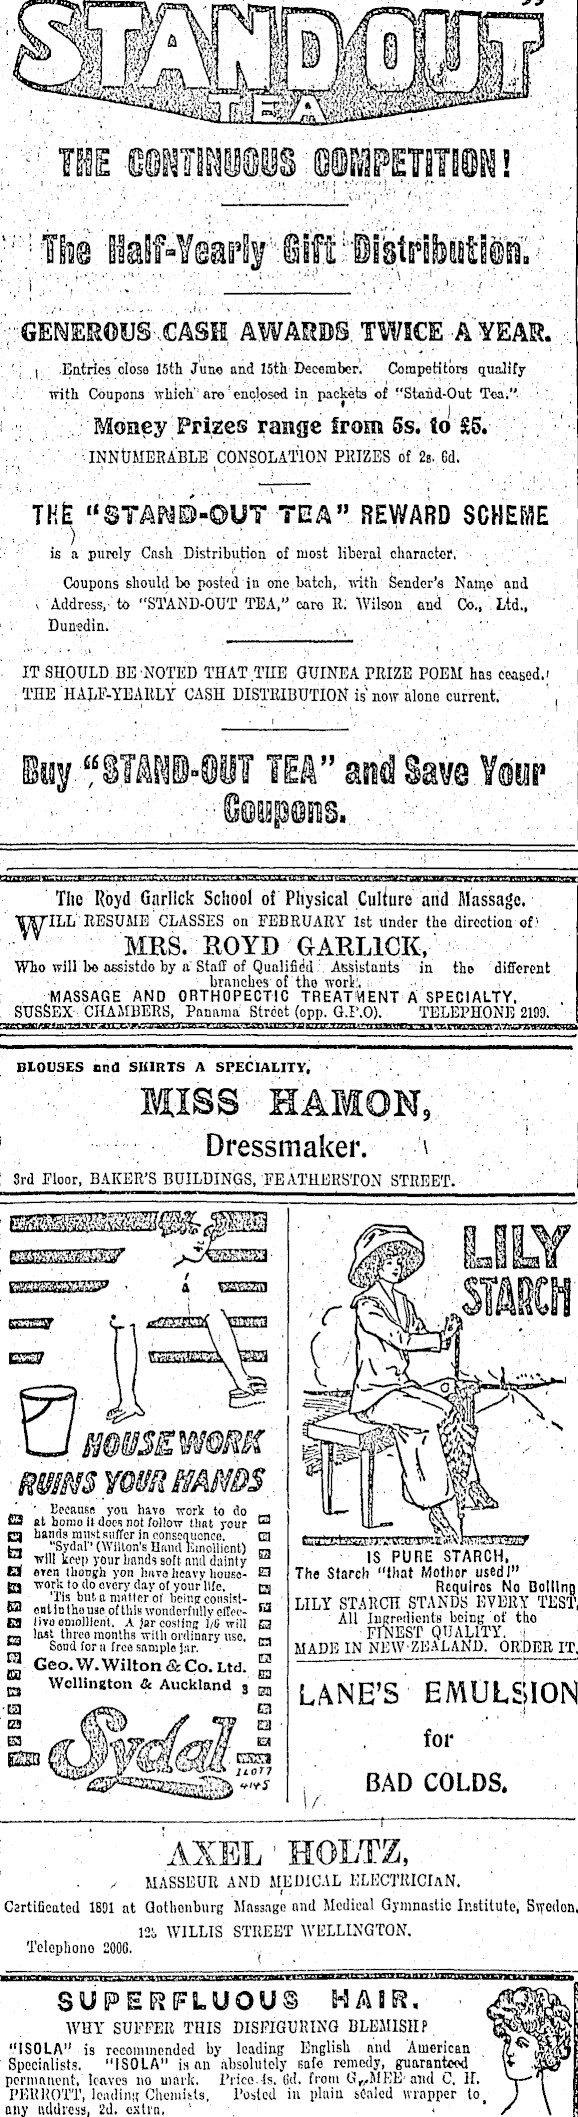 STAND OUT
TEA
THE CONTINUOUS COMPETITION!
The Half-Yearly Gift Distribution.
GENEROUS CASH AWARDS TWICE A YEAR.
Entries close 15th June and 15th December. Competitors qualify
with Coupons which are enclosed in packets of "Stand-Out Tea."
Money Prizes range from 5s. to £5.
INNUMERABLE CONSOLATION PRIZES of 2s. 6d.
THE "STAND-OUT TEA" REWARD SCHEME
is a purely Cash Distribution of most liberal character.
Coupons should be posted in one batch, with Sender's Name and
Address, to "STAND-OUT TEA," care R. Wilson and Co., Ltd.,
Dunedin.
IT SHOULD BE NOTED THAT THE GUINEA PRIZE POEM has ceased.
THE HALF-YEARLY CASH DISTRIBUTION is now alone current.
Buy "STAND-OUT TEA" and Save Your
Coupons.
The Royd Garlick School of Physical Culture and Massage.
WILL RESUME CLASSES on FEBRUARY 1st under the direction of
MRS. ROYD GARLICK,
Who will be assistdo by a Staff of Qualified Assistants in the different
branches of the work.
MASSAGE AND ORTHOPECTIC TREATMENT A SPECIALTY.
SUSSEX CHAMBERS, Panama Street (opp. G.P.O). TELEPHONE 2199.
BLOUSES and SKIRTS A SPECIALITY.
MISS HAMON,
Dressmaker.
3rd Floor, BAKER'S BUILDINGS, FEATHERSTON STREET.
HOUSEWORK
RUINS YOUR HANDS
Because you have work to do
at home it does not follow that your
hands must suffer in consequence.
"Sydal" (Wilton's Hand Emollient)
will keep your hands soft and dainty
even though you have heavy house-
work to do every day of your life.
'Tis but a matter of being consist-
ent in the use of this wonderfully effec-
tive emollient. A jar costing 1/6 will
last three months with ordinary use.
Send for a free sample jar.
Geo. W. Wilton & Co. Ltd.
Wellington & Auckland 3
Sydal
ILOTT
4145
LILY
STARCH
IS PURE STARCH,
The Starch "that Mother used!"
Requires No Boiling
LILY STARCH STANDS EVERY TEST,
All Ingredients being of the
FINEST QUALITY.
MADE IN NEW ZEALAND. ORDER IT.
LANE'S EMULSION
for
BAD COLDS.
AXEL HOLTZ,
MASSEUR AND MEDICAL ELECTRICIAN.
Certificated 1891 at Gothenburg Massage and Medical Gymnastic Institute, Sweden.
WILLIS STREET WELLINGTON.
Telephone 2006.
SUPERFLUOUS HAIR.
WHY SUFFER THIS DISFIGURING BLEMISH?
"ISOLA" is recommended by leading English and American
Specialists. "ISOLA" is an absolutely safe remedy, guaranteed
permanent, leaves no mark. Price 4s. 6d. from G. MEE and C. H.
PERROTT, leading Chemists. Posted in plain sealed wrapper to
any address, 2d. extra.